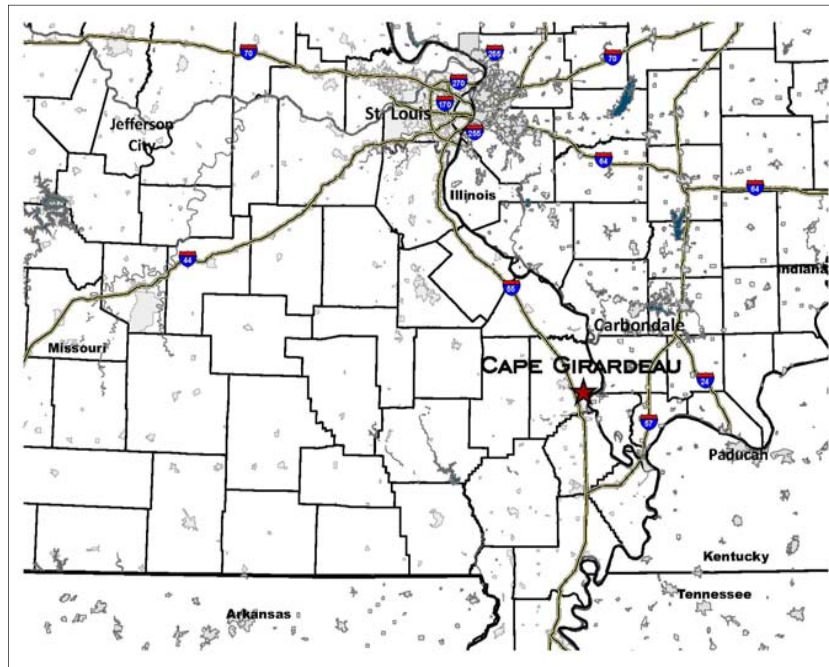 70
255
70
270
170
St. Louis
Jefferson
City
255
64
Illinois
64
44
Indiana
55
Carbondale
Missouri
CAPE GIRARDEAU
24
57
Paducah
Kentucky
Tennessee
Arkansas